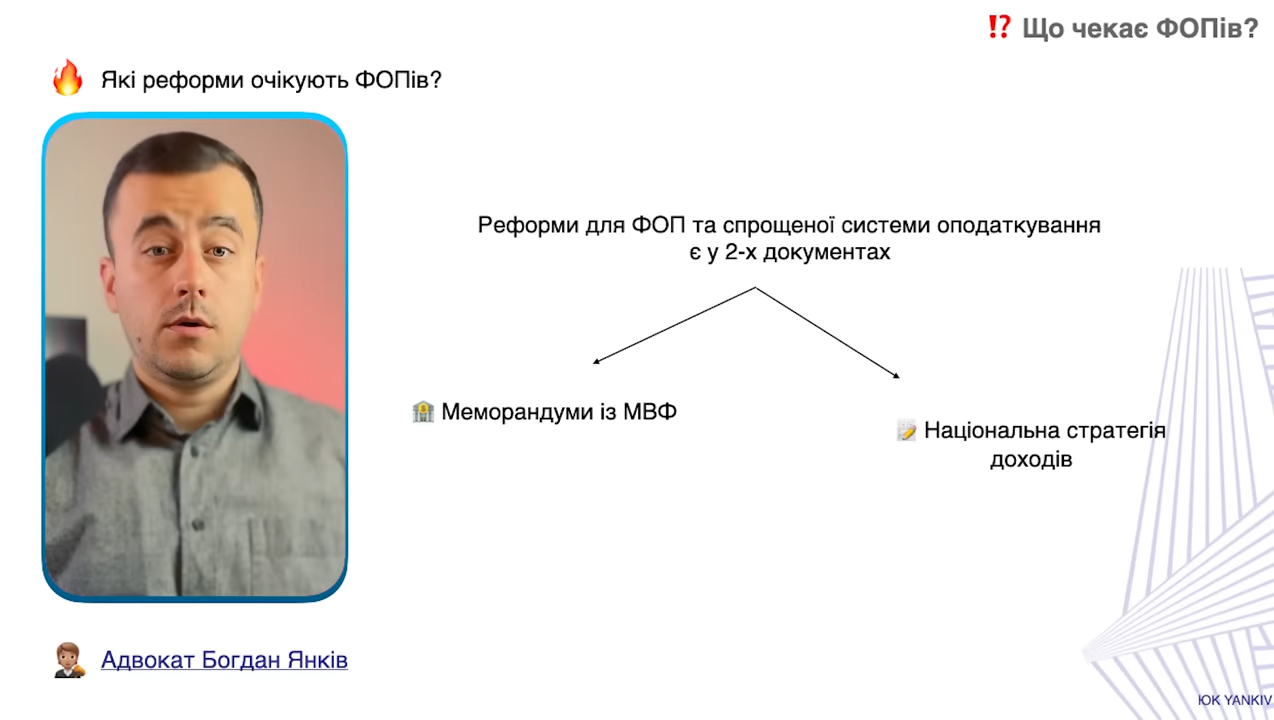 ⁉️ Що чекає ФОПів?
🔥 Які реформи очікують ФОПів?
Реформи для ФОП та спрощеної системи оподаткування
є у 2-х документах
🏦 Меморандуми із МВФ
📝 Національна стратегія
доходів
Адвокат Богдан Янків
ЮК YANKIV